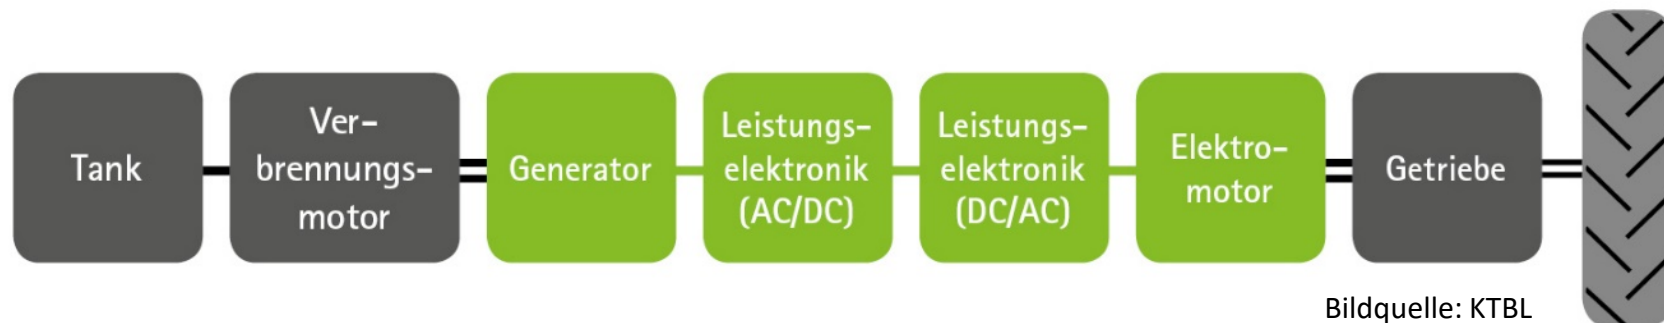 Tank
Ver-
brennungs-
motor
Generator
Leistungs-
elektronik
(AC/DC)
Leistungs-
elektronik
(DC/AC)
Elektro-
motor
Getriebe
Bildquelle: KTBL